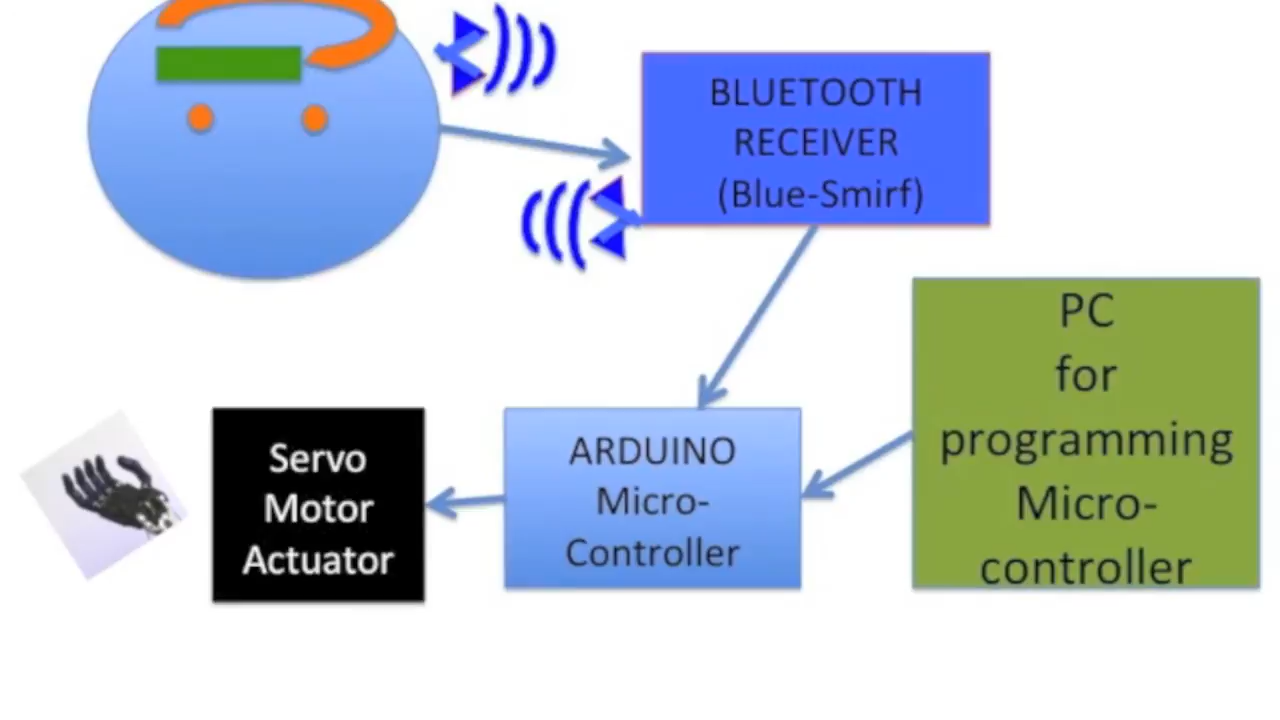 BLUETOOTH
RECEIVER
(Blue-Smirf)
PC
for
programming
Micro-
controller
ARDUINO
Micro-
Controller
Servo
Motor
Actuator